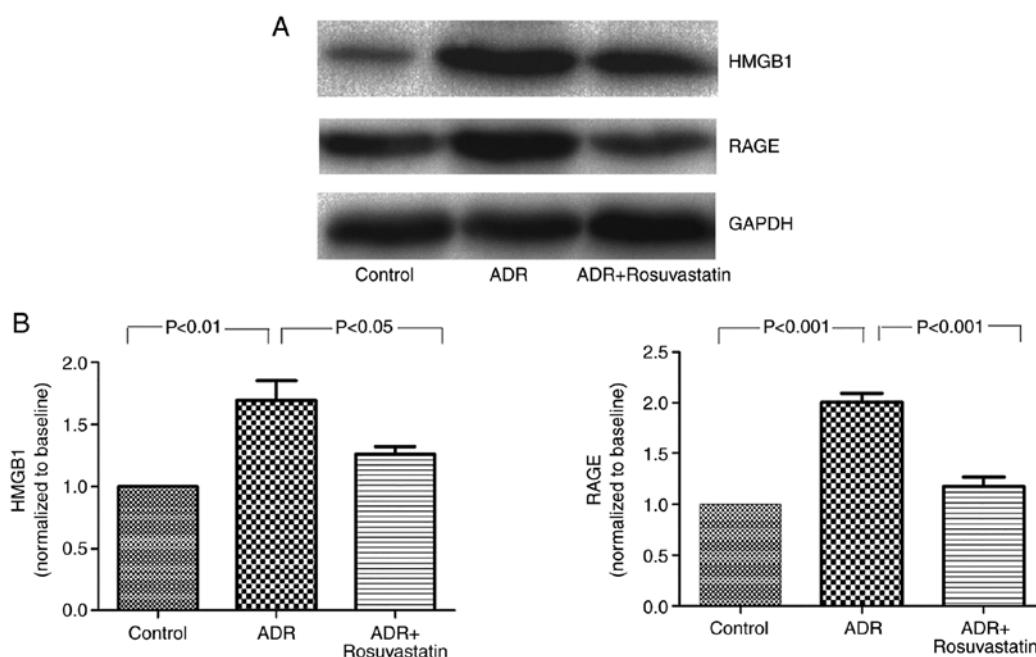 A
HMGB1
RAGE
GAPDH
Control ADR ADR+Rosuvastatin
B
P<0.01 P<0.05
HMGB1
(normalized to baseline)
2.0
1.5
1.0
0.5
0.0
Control ADR ADR+
Rosuvastatin
P<0.001 P<0.001
RAGE
(normalized to baseline)
2.5
2.0
1.5
1.0
0.5
0.0
Control ADR ADR+
Rosuvastatin